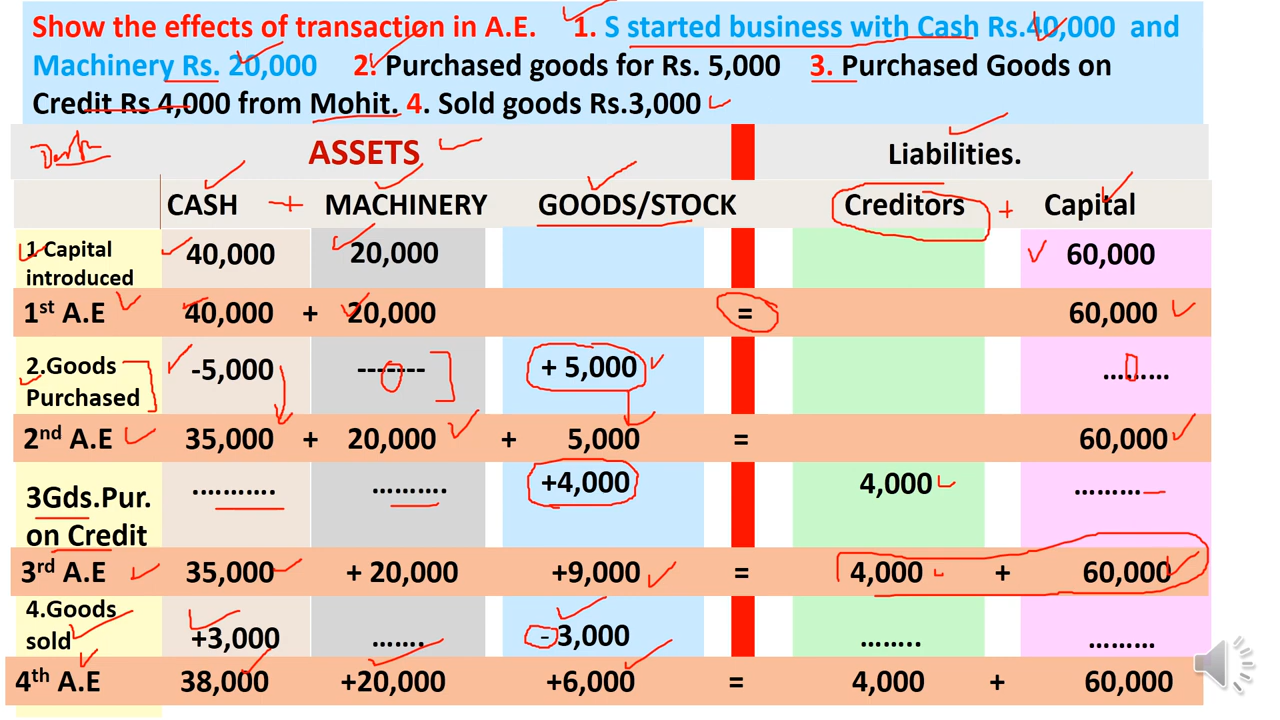 Show the effects of transaction in A.E. 1. S started business with Cash Rs.40,000 and
Machinery Rs. 20,000 2. Purchased goods for Rs. 5,000 3. Purchased Goods on
Credit Rs 4,000 from Mohit. 4. Sold goods Rs.3,000
ASSETS Liabilities.
CASH + MACHINERY GOODS/STOCK Creditors + Capital
1 Capital
introduced 40,000 20,000 60,000
1st A.E 40,000 + 20,000 = 60,000
2.Goods
Purchased -5,000 ------- + 5,000 .........
2nd A.E 35,000 + 20,000 + 5,000 = 60,000
3Gds.Pur.
on Credit ........... ......... +4,000 4,000 .........
3rd A.E 35,000 + 20,000 +9,000 = 4,000 + 60,000
4.Goods
sold +3,000 ....... - 3,000 ........ .........
4th A.E 38,000 +20,000 +6,000 = 4,000 + 60,000